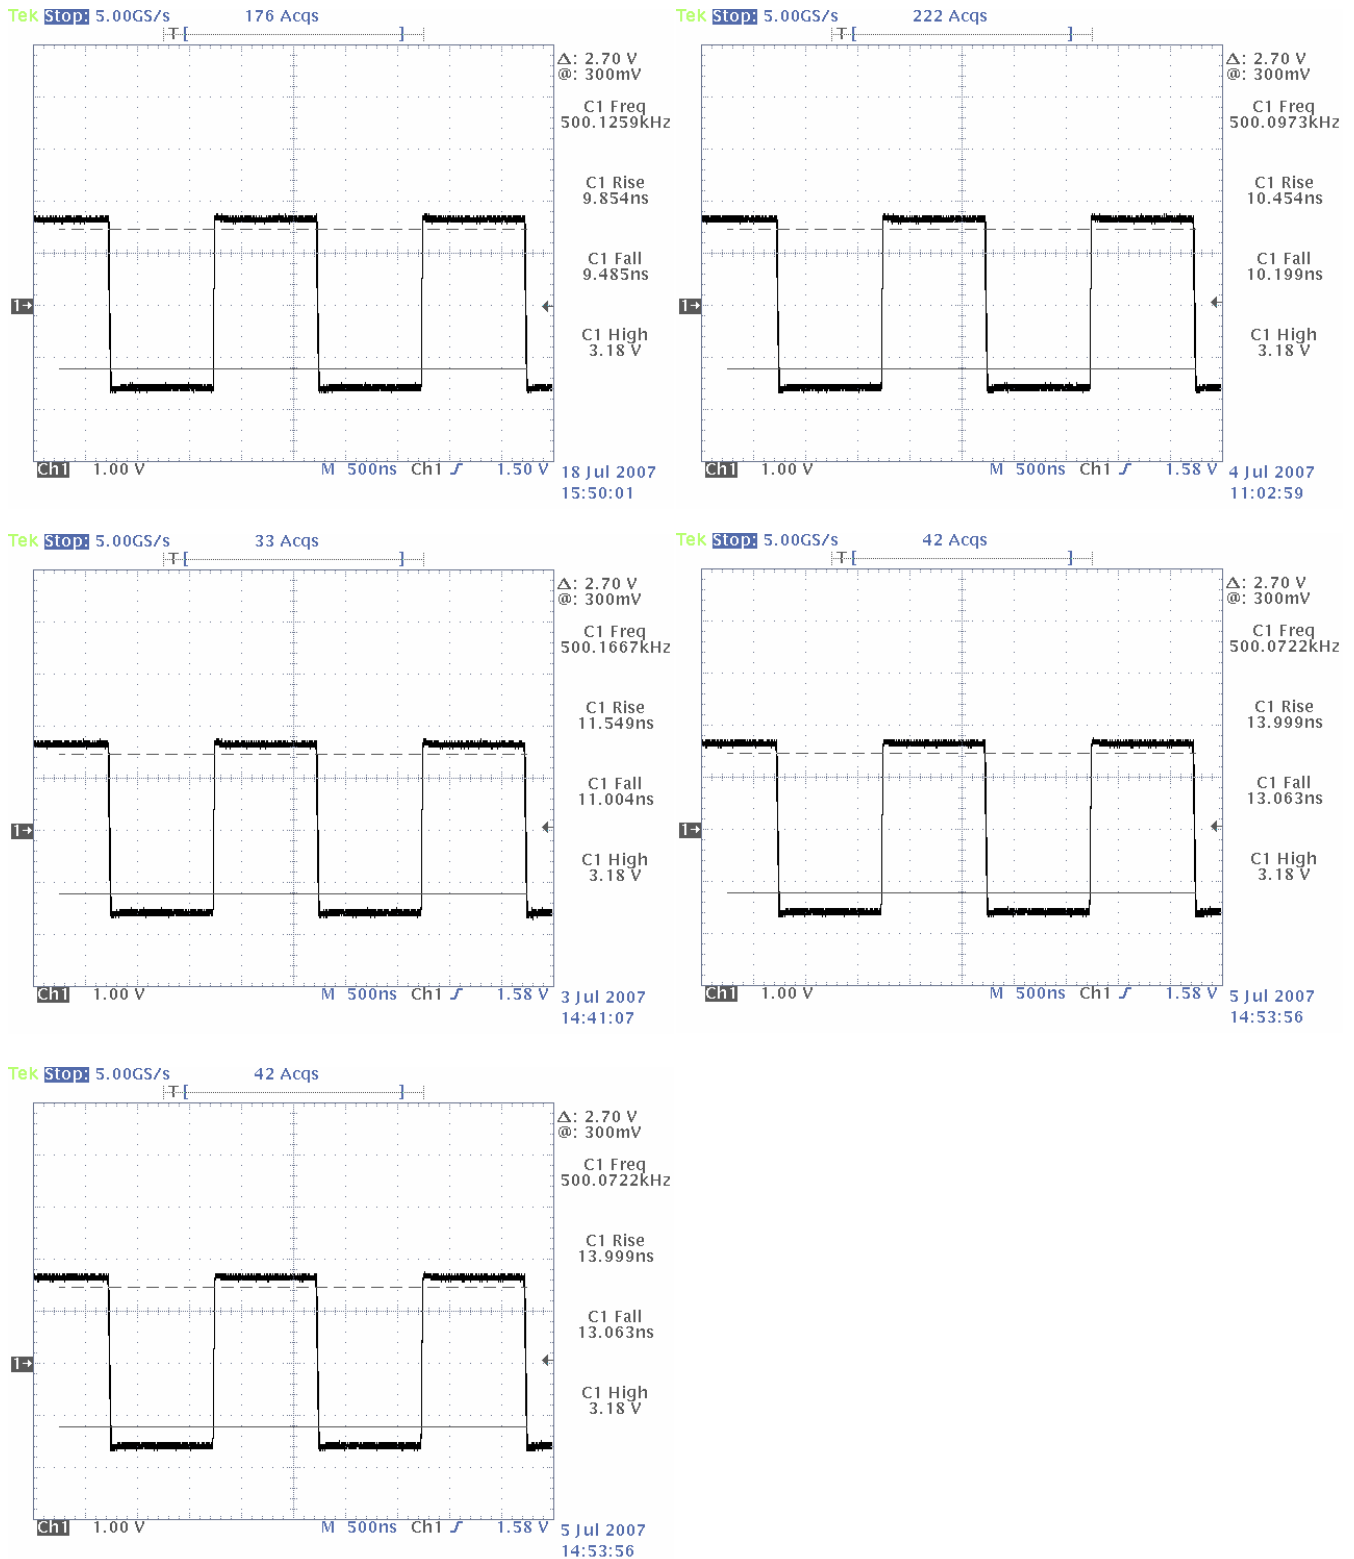 Tek Stop: 5.00GS/s 176 Acqs
T
Δ: 2.70 V
@: 300mV
C1 Freq
500.1259kHz
C1 Rise
9.854ns
C1 Fall
9.485ns
1→
C1 High
3.18 V
Ch1 1.00 V M 500ns Ch1 1.50 V
18 Jul 2007
15:50:01
Tek Stop: 5.00GS/s 222 Acqs
T
Δ: 2.70 V
@: 300mV
C1 Freq
500.0973kHz
C1 Rise
10.454ns
C1 Fall
10.199ns
1→
C1 High
3.18 V
Ch1 1.00 V M 500ns Ch1 1.58 V
4 Jul 2007
11:02:59
Tek Stop: 5.00GS/s 33 Acqs
T
Δ: 2.70 V
@: 300mV
C1 Freq
500.1667kHz
C1 Rise
11.549ns
C1 Fall
11.004ns
1→
C1 High
3.18 V
Ch1 1.00 V M 500ns Ch1 1.58 V
3 Jul 2007
14:41:07
Tek Stop: 5.00GS/s 42 Acqs
T
Δ: 2.70 V
@: 300mV
C1 Freq
500.0722kHz
C1 Rise
13.999ns
C1 Fall
13.063ns
1→
C1 High
3.18 V
Ch1 1.00 V M 500ns Ch1 1.58 V
5 Jul 2007
14:53:56
Tek Stop: 5.00GS/s 42 Acqs
T
Δ: 2.70 V
@: 300mV
C1 Freq
500.0722kHz
C1 Rise
13.999ns
C1 Fall
13.063ns
1→
C1 High
3.18 V
Ch1 1.00 V M 500ns Ch1 1.58 V
5 Jul 2007
14:53:56